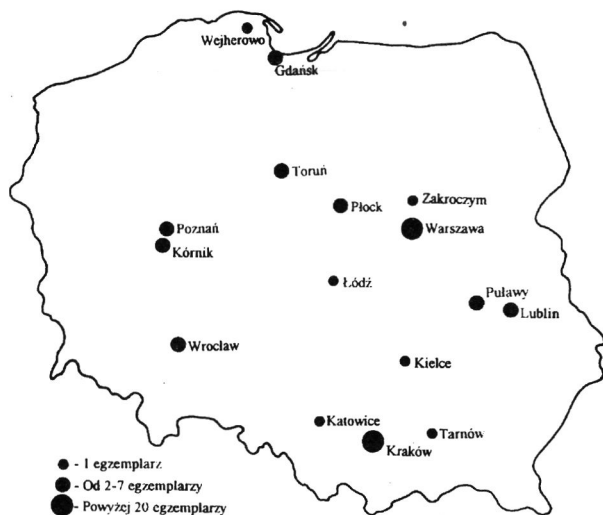 Wejherowo
Gdańsk
Toruń
Płock
Zakroczym
Warszawa
Poznań
Kórnik
Łódź
Puławy
Lublin
Wrocław
Kielce
Katowice
Kraków
Tarnów
- 1 egzemplarz
- Od 2-7 egzemplarzy
- Powyżej 20 egzemplarzy